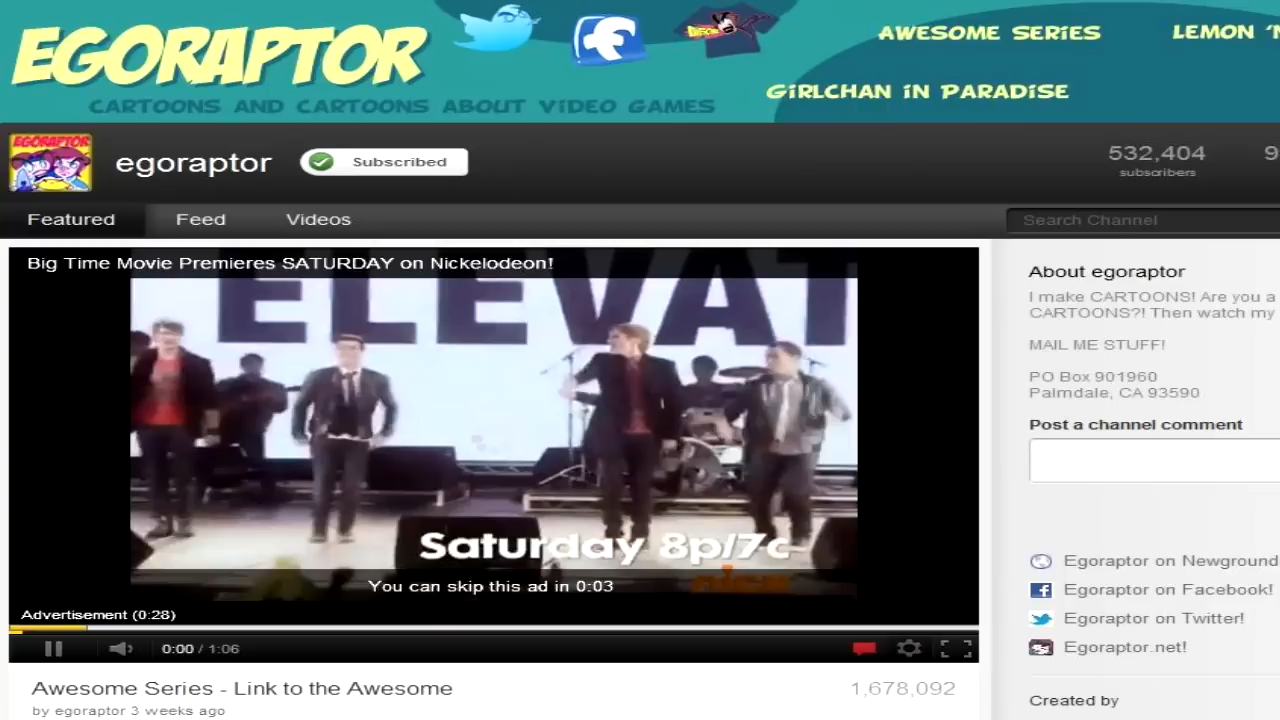 EGORAPTOR
CARTOONS AND CARTOONS ABOUT VIDEO GAMES
AWESOME SERIES
LEMON 'N
GIRLCHAN IN PARADISE
EGORAPTOR
egoraptor
Subscribed
532,404
subscribers
9
Featured
Feed
Videos
Search Channel
Big Time Movie Premieres SATURDAY on Nickelodeon!
ELEVAT
Saturday 8p/7c
nick
You can skip this ad in 0:03
Advertisement (0:28)
0:00 / 1:06
Awesome Series - Link to the Awesome
1,678,092
by egoraptor 3 weeks ago
About egoraptor
I make CARTOONS! Are you a
CARTOONS?! Then watch my
MAIL ME STUFF!
PO Box 901960
Palmdale, CA 93590
Post a channel comment
Egoraptor on Newground
Egoraptor on Facebook!
Egoraptor on Twitter!
Egoraptor.net!
Created by